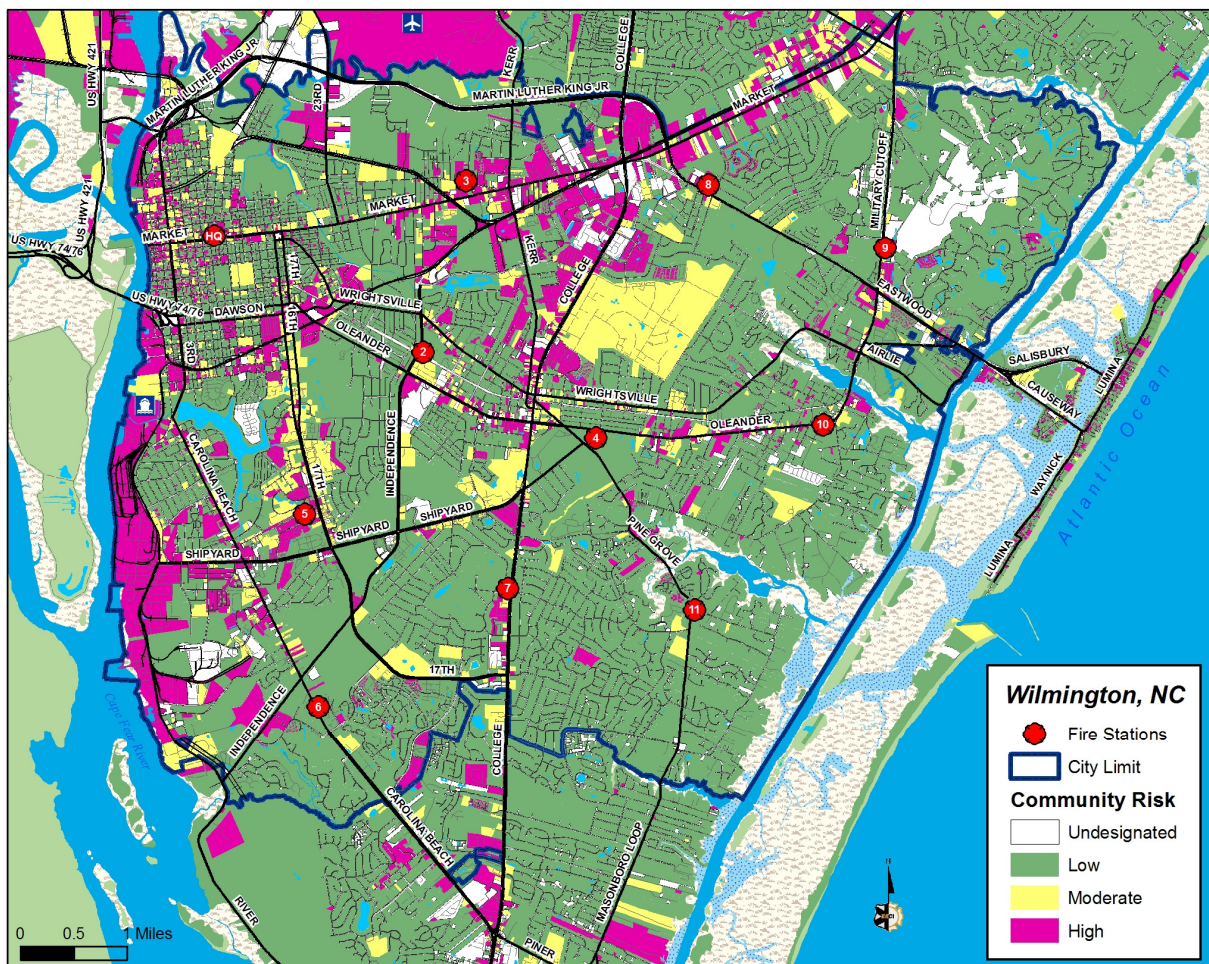 US HWY 421
MARTIN LUTHER KING JR
23RD
KERR
COLLEGE
MARTIN LUTHER KING JR
MARKET
MILITARY CUTOFF
3
8
MARKET
HQ
MARKET
US HWY 421
US HWY 74/76
9
KERR
COLLEGE
17TH
EASTWOOD
US HWY 74/76
DAWSON
16TH
WRIGHTSVILLE
OLEANDER
2
3RD
AIRLIE
SALISBURY
CAUSEWAY
LUMINA
WRIGHTSVILLE
OLEANDER
10
4
Atlantic Ocean
INDEPENDENCE
CAROLINA BEACH
17TH
WAYNICK
5
SHIPYARD
SHIPYARD
SHIPYARD
PINE GROVE
LUMINA
7
11
17TH
INDEPENDENCE
6
Cape Fear River
COLLEGE
CAROLINA BEACH
MASONBORO LOOP
RIVER
PINER
0 0.5 1 Miles
N
Wilmington, NC
Fire Stations
City Limit
Community Risk
Undesignated
Low
Moderate
High